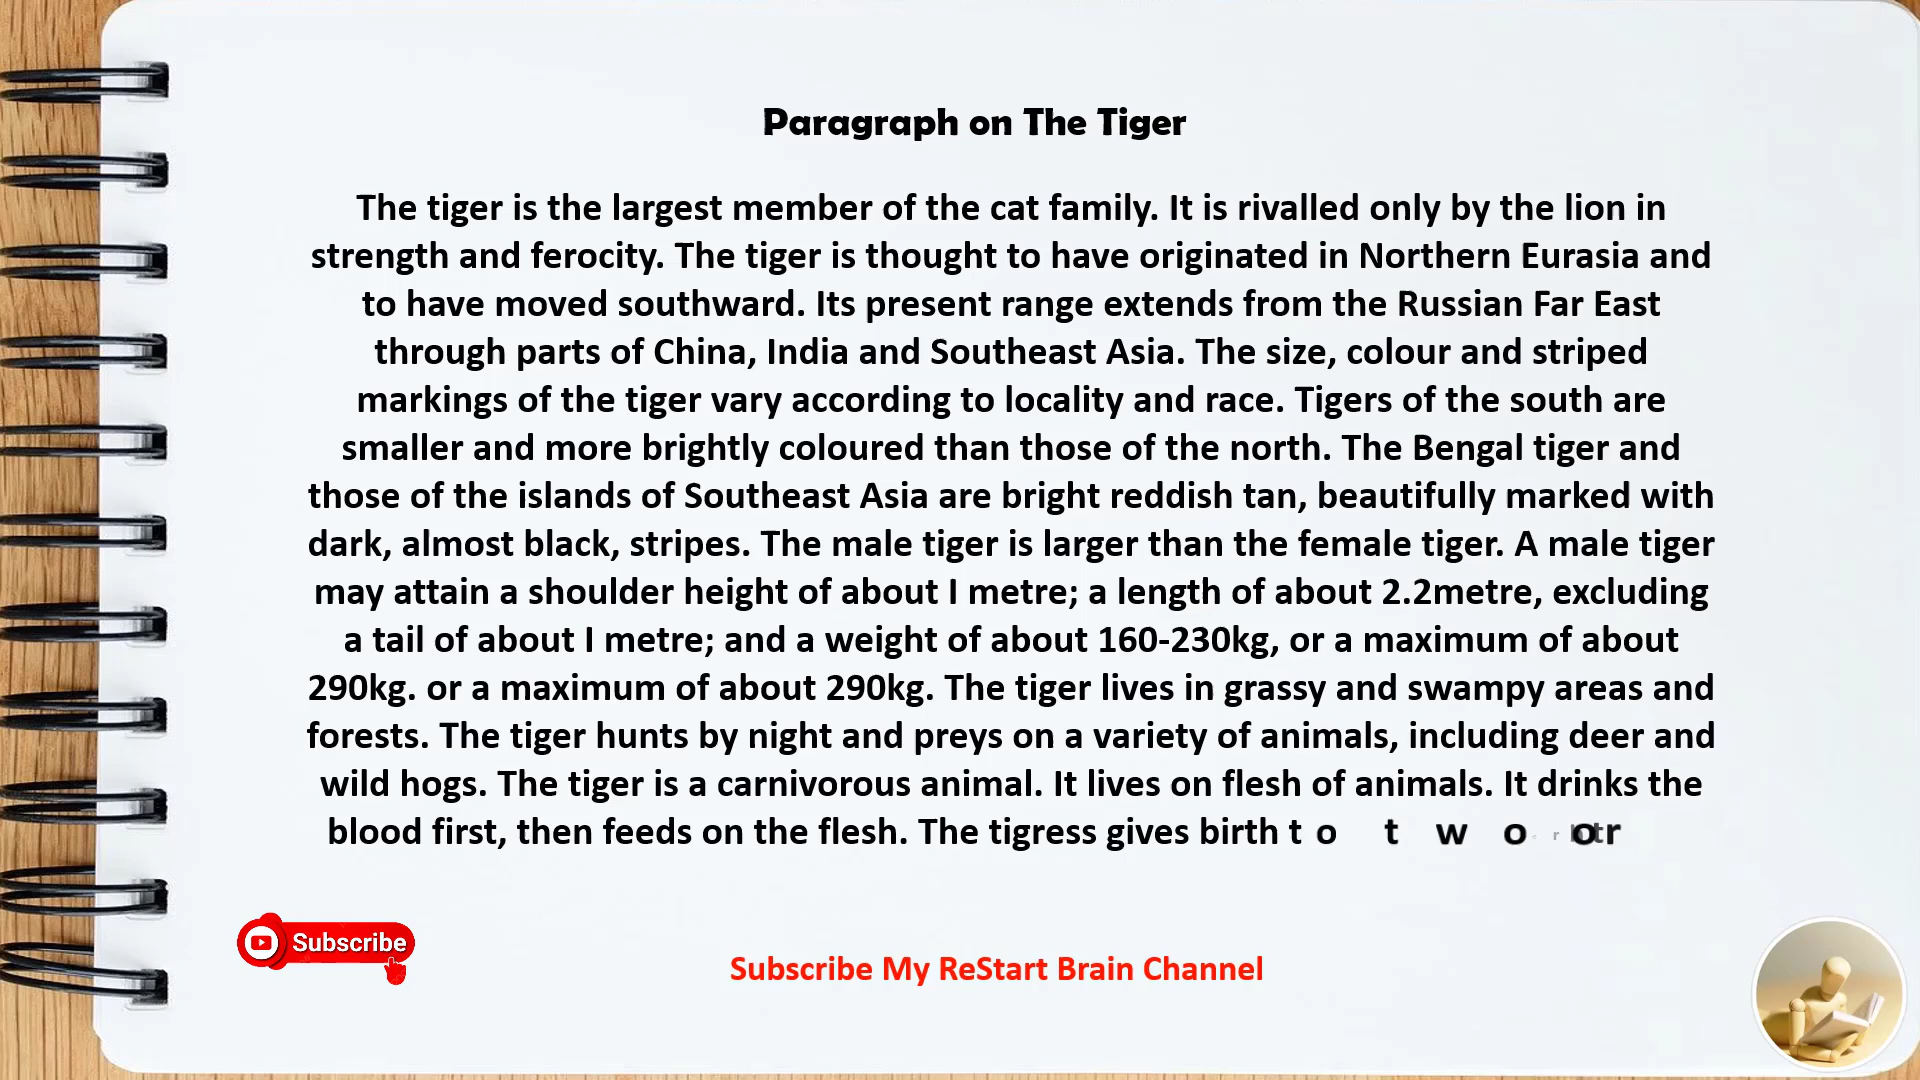 Paragraph on The Tiger
The tiger is the largest member of the cat family. It is rivalled only by the lion in
strength and ferocity. The tiger is thought to have originated in Northern Eurasia and
to have moved southward. Its present range extends from the Russian Far East
through parts of China, India and Southeast Asia. The size, colour and striped
markings of the tiger vary according to locality and race. Tigers of the south are
smaller and more brightly coloured than those of the north. The Bengal tiger and
those of the islands of Southeast Asia are bright reddish tan, beautifully marked with
dark, almost black, stripes. The male tiger is larger than the female tiger. A male tiger
may attain a shoulder height of about I metre; a length of about 2.2metre, excluding
a tail of about I metre; and a weight of about 160-230kg, or a maximum of about
290kg. or a maximum of about 290kg. The tiger lives in grassy and swampy areas and
forests. The tiger hunts by night and preys on a variety of animals, including deer and
wild hogs. The tiger is a carnivorous animal. It lives on flesh of animals. It drinks the
blood first, then feeds on the flesh. The tigress gives birth to two or
Subscribe
Subscribe My ReStart Brain Channel